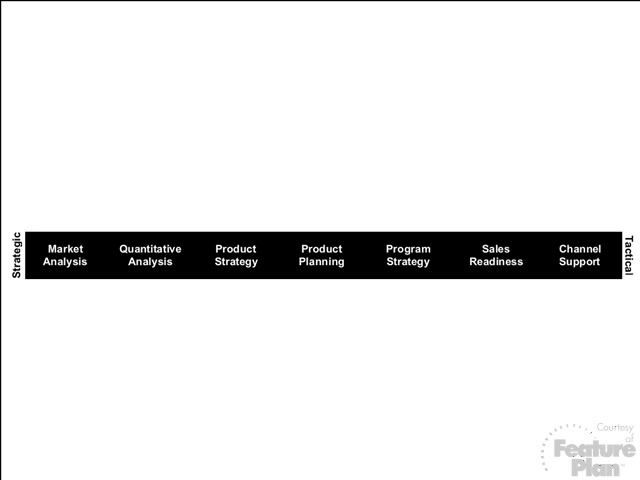 Strategic
Market Analysis
Quantitative Analysis
Product Strategy
Product Planning
Program Strategy
Sales Readiness
Channel Support
Tactical
Courtesy
of
Feature
Plan™